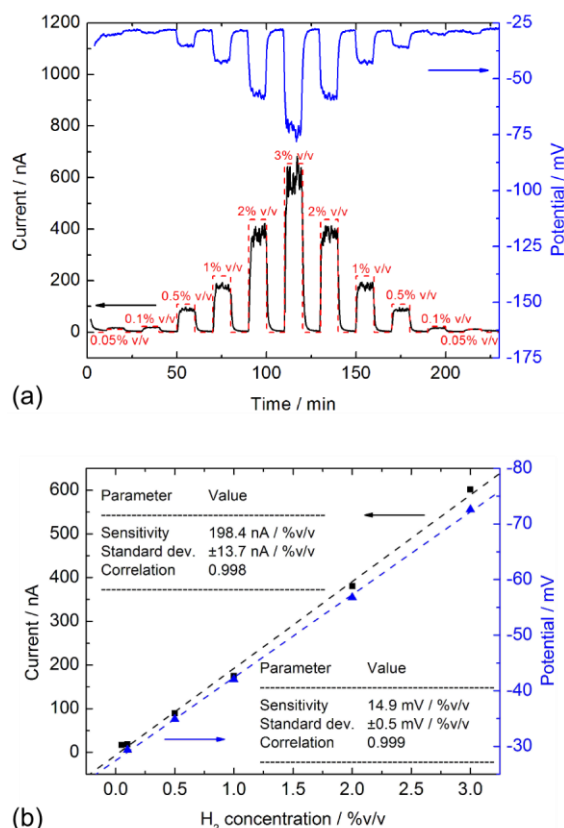 1200
1000
800
600
400
200
0
Current / nA
-25
-50
-75
-100
-125
-150
-175
Potential / mV
3% v/v
2% v/v
2% v/v
1% v/v
1% v/v
0.5% v/v
0.5% v/v
0.1% v/v
0.1% v/v
0.05% v/v
0.05% v/v
0 50 100 150 200
Time / min
(a)
600
500
400
300
200
100
0
Current / nA
-80
-70
-60
-50
-40
-30
Potential / mV
Parameter Value
Sensitivity 198.4 nA / %v/v
Standard dev. ±13.7 nA / %v/v
Correlation 0.998
Parameter Value
Sensitivity 14.9 mV / %v/v
Standard dev. ±0.5 mV / %v/v
Correlation 0.999
0.0 0.5 1.0 1.5 2.0 2.5 3.0
H₂ concentration / %v/v
(b)